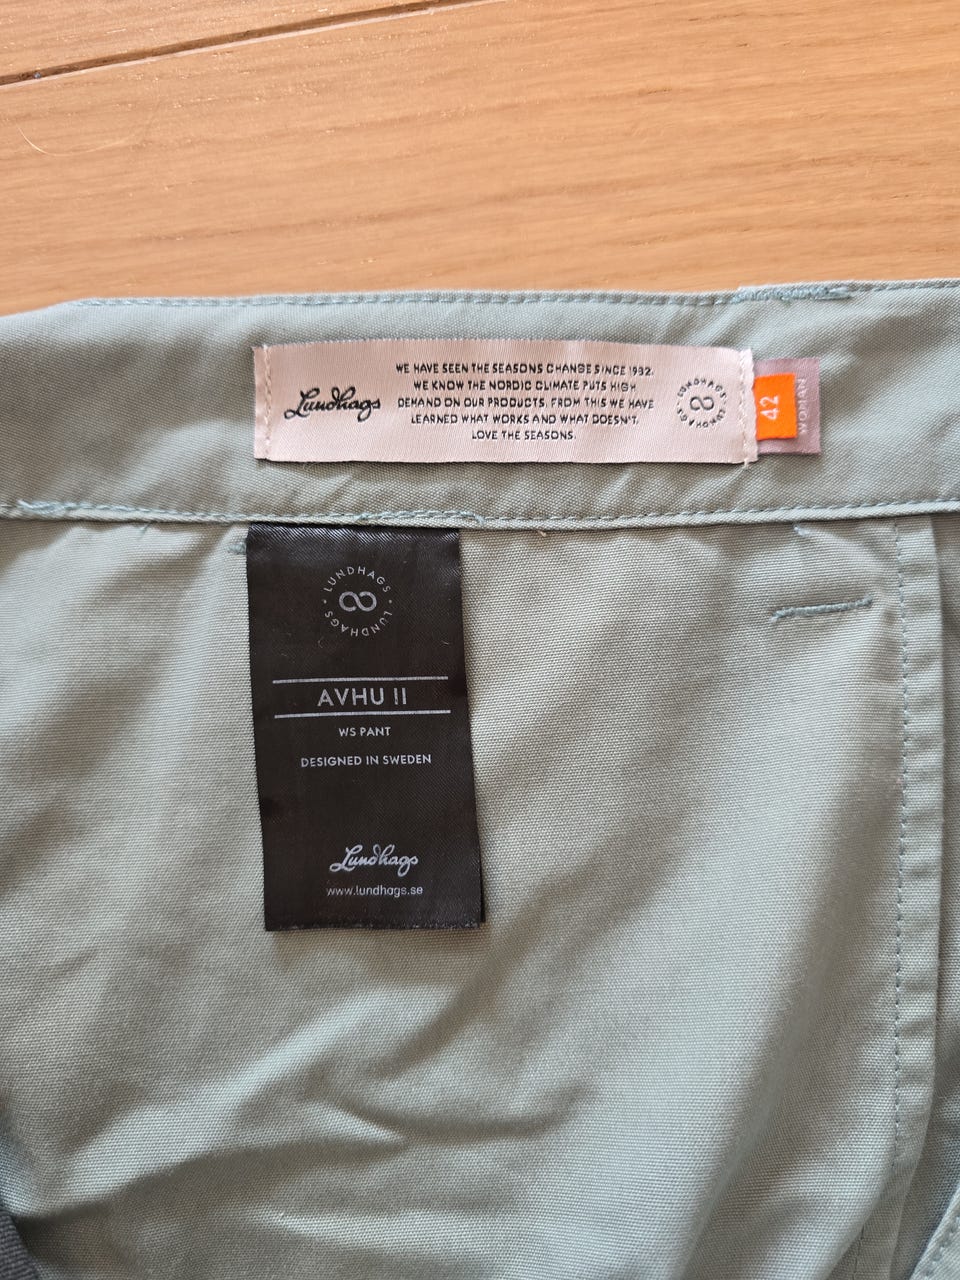 Lundhags
WE HAVE SEEN THE SEASONS CHANGE SINCE 1932.
WE KNOW THE NORDIC CLIMATE PUTS HIGH
DEMAND ON OUR PRODUCTS. FROM THIS WE HAVE
LEARNED WHAT WORKS AND WHAT DOESN'T.
LOVE THE SEASONS.
LUNDHAGS · LUNDHAGS ·
42
WOMAN
LUNDHAGS · LUNDHAGS ·
AVHU II
WS PANT
DESIGNED IN SWEDEN
Lundhags
www.lundhags.se